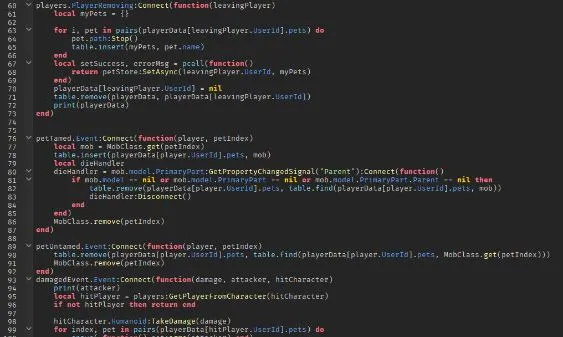 60 players.PlayerRemoving:Connect(function(leavingPlayer)
61 local myPets = {}
62
63 for i, pet in pairs(playerData[leavingPlayer.UserId].pets) do
64 pet.path:Stop()
65 table.insert(myPets, pet.name)
66 end
67 local setSuccess, errorMsg = pcall(function()
68 return petStore:SetAsync(leavingPlayer.UserId, myPets)
69 end)
70 playerData[leavingPlayer.UserId] = nil
71 table.remove(playerData, playerData[leavingPlayer.UserId])
72 print(playerData)
73 end)
74
75
76 petTamed.Event:Connect(function(player, petIndex)
77 local mob = MobClass.get(petIndex)
78 table.insert(playerData[player.UserId].pets, mob)
79 local dieHandler
80 dieHandler = mob.model.PrimaryPart:GetPropertyChangedSignal("Parent"):Connect(function()
81 if mob.model == nil or mob.model.PrimaryPart == nil or mob.model.PrimaryPart.Parent == nil then
82 table.remove(playerData[player.UserId].pets, table.find(playerData[player.UserId].pets, mob))
83 dieHandler:Disconnect()
84 end
85 end)
86 MobClass.remove(petIndex)
87 end)
88
89 petUntamed.Event:Connect(function(player, petIndex)
90 table.remove(playerData[player.UserId].pets, table.find(playerData[player.UserId].pets, MobClass.get(petIndex)))
91 MobClass.remove(petIndex)
92 end)
93 damagedEvent.Event:Connect(function(damage, attacker, hitCharacter)
94 print(attacker)
95 local hitPlayer = players:GetPlayerFromCharacter(hitCharacter)
96 if not hitPlayer then return end
97
98 hitCharacter.Humanoid:TakeDamage(damage)
99 for index, pet in pairs(playerData[hitPlayer.UserId].pets) do